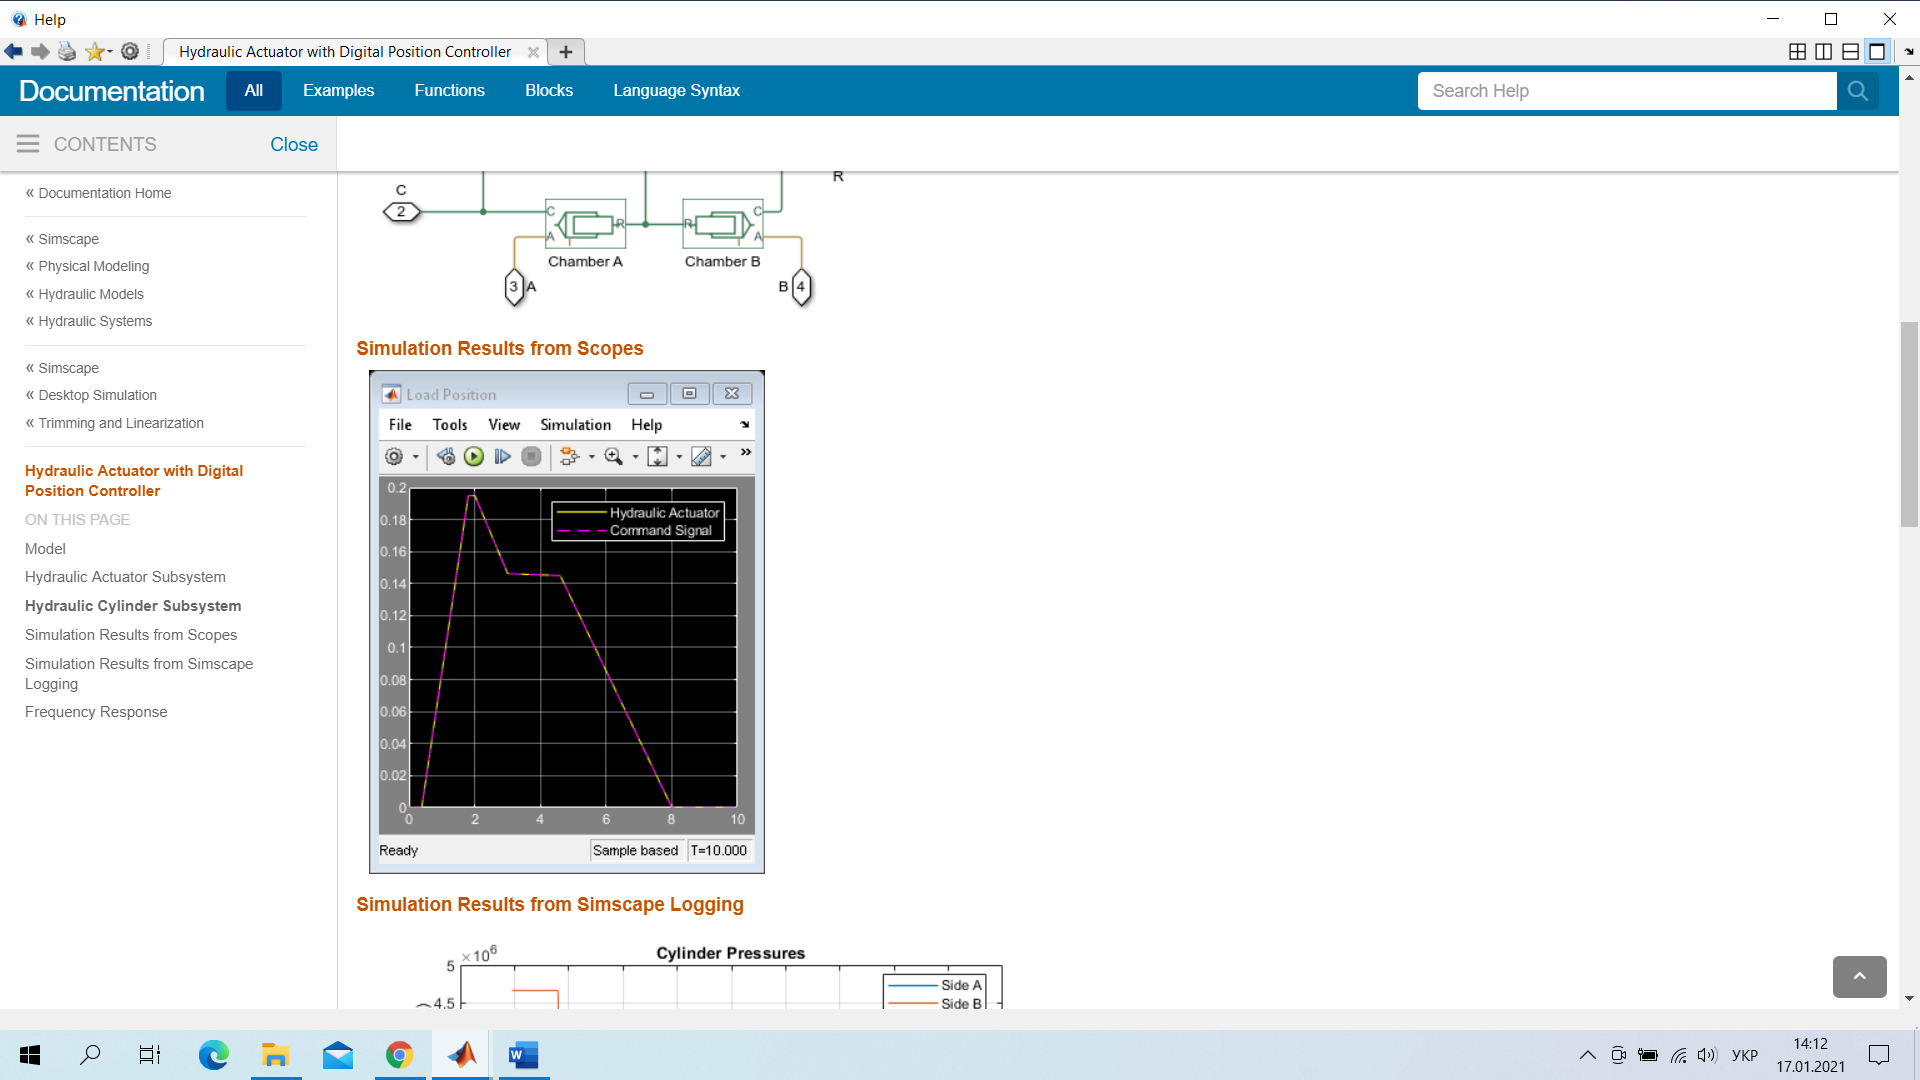 Help
Hydraulic Actuator with Digital Position Controller
Documentation
All
Examples
Functions
Blocks
Language Syntax
Search Help
CONTENTS
Close
« Documentation Home
« Simscape
« Physical Modeling
« Hydraulic Models
« Hydraulic Systems
« Simscape
« Desktop Simulation
« Trimming and Linearization
Hydraulic Actuator with Digital
Position Controller
ON THIS PAGE
Model
Hydraulic Actuator Subsystem
Hydraulic Cylinder Subsystem
Simulation Results from Scopes
Simulation Results from Simscape
Logging
Frequency Response
R
C
2
C
R
A
R
C
A
Chamber A
Chamber B
3 A
B 4
Simulation Results from Scopes
Load Position
File Tools View Simulation Help
0.2
0.18
0.16
0.14
0.12
0.1
0.08
0.06
0.04
0.02
0
Hydraulic Actuator
Command Signal
0 2 4 6 8 10
Ready
Sample based
T=10.000
Simulation Results from Simscape Logging
×10⁶
Cylinder Pressures
5
4.5
Side A
Side B
УКР
14:12
17.01.2021